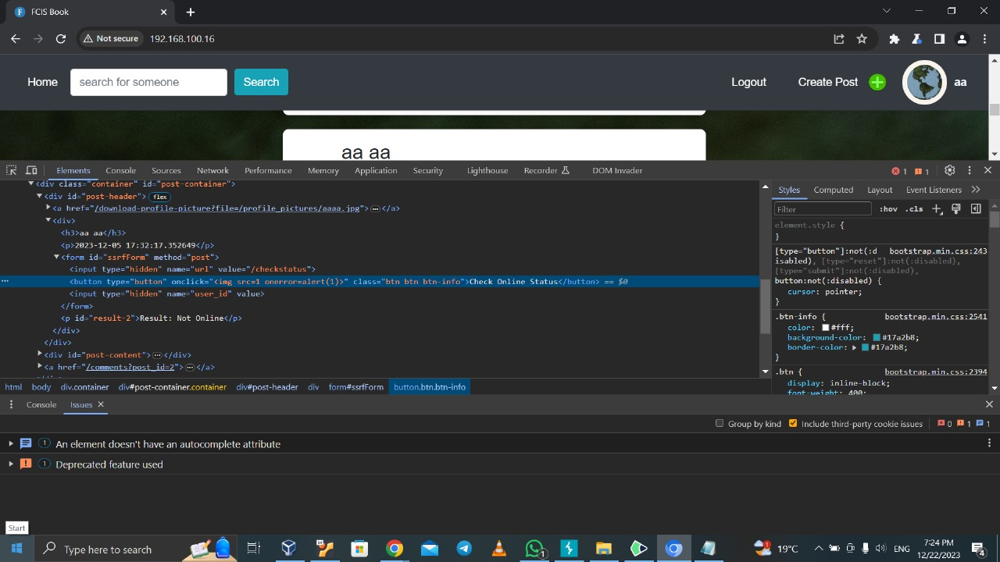 FCIS Book
Not secure 192.168.100.16
Home search for someone Search Logout Create Post aa
aa aa
Elements Console Sources Network Performance Memory Application Security Lighthouse Recorder DOM Invader 1 1
<div class="container" id="post-container">
<div id="post-header"> flex
<a href="/download-profile-picture?file=/profile_pictures/aaaa.jpg"> … </a>
<div>
<h3>aa aa</h3>
<p>2023-12-05 17:32:17.352649</p>
<form id="ssrfForm" method="post">
<input type="hidden" name="url" value="/checkstatus">
… <button type="button" onclick="<img src=1 onerror=alert(1)>" class="btn btn btn-info">Check Online Status</button> == $0
<input type="hidden" name="user_id" value>
</form>
<p id="result-2">Result: Not Online</p>
</div>
</div>
<div id="post-content"> … </div>
<a href="/comments?post_id=2"> … </a>
html body div.container div#post-container.container div#post-header div form#ssrfForm button.btn.btn-info
Styles Computed Layout Event Listeners
Filter :hov .cls
element.style {
}
[type="button"]:not(:d bootstrap.min.css:243
isabled), [type="reset"]:not(:disabled),
[type="submit"]:not(:disabled),
button:not(:disabled) {
cursor: pointer;
}
.btn-info { bootstrap.min.css:2541
color: #fff;
background-color: #17a2b8;
border-color: #17a2b8;
}
.btn { bootstrap.min.css:2394
display: inline-block;
font-weight: 400;
Console Issues
Group by kind Include third-party cookie issues 0 1 1
1 An element doesn't have an autocomplete attribute
1 Deprecated feature used
Start
Type here to search 1 1 19°C ENG 7:24 PM
12/22/2023 4